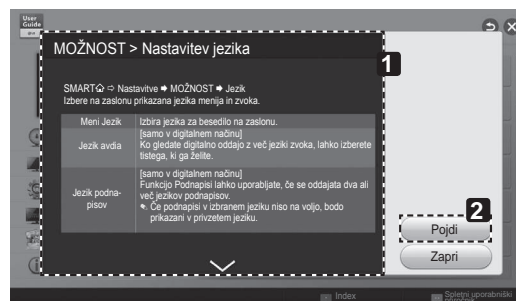 User
Guide
MOŽNOST > Nastavitev jezika
1
SMART ⇨ Nastavitve ➡ MOŽNOST ➡ Jezik
Izbere na zaslonu prikazana jezika menija in zvoka.
Meni Jezik
Izbira jezika za besedilo na zaslonu.
Jezik avdia
[samo v digitalnem načinu]
Ko gledate digitalno oddajo z več jeziki zvoka, lahko izberete
tistega, ki ga želite.
Jezik podna-
pisov
[samo v digitalnem načinu]
Funkcijo Podnapisi lahko uporabljate, če se oddajata dva ali
več jezikov podnapisov.
Če podnapisi v izbranem jeziku niso na voljo, bodo
prikazani v privzetem jeziku.
2
Pojdi
Zapri
Index
Spletni uporabniški